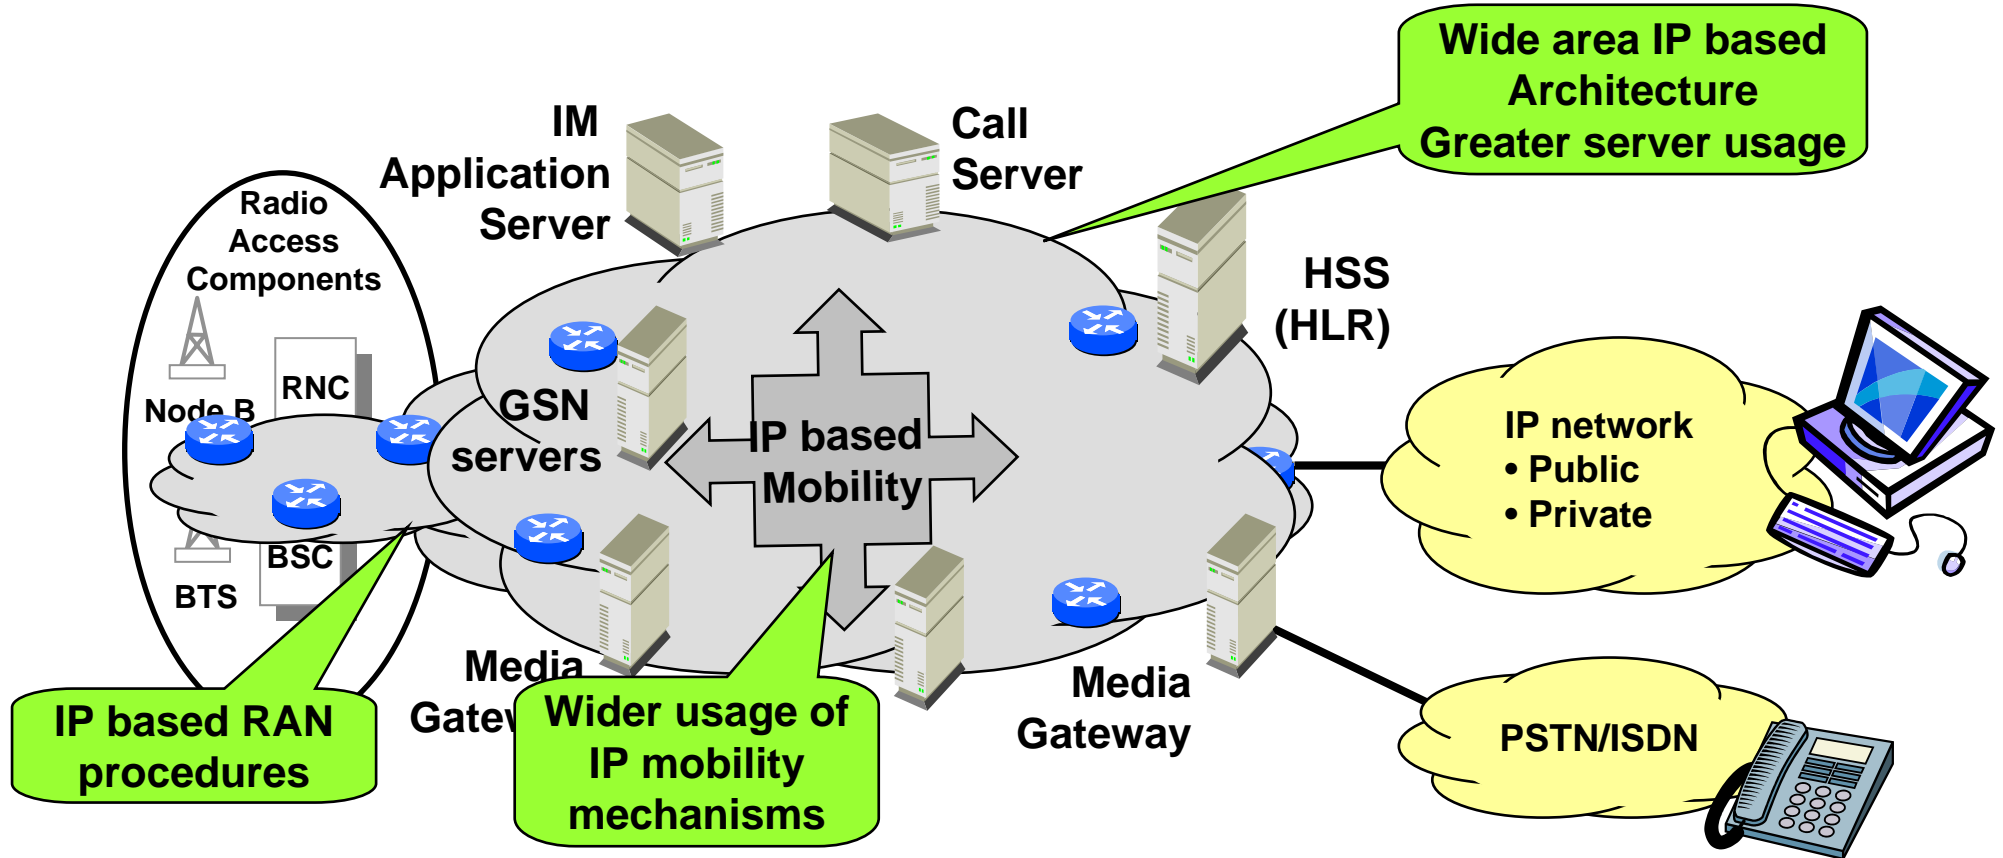 Wide area IP based
Architecture
Greater server usage
IM
Application
Server
Call
Server
Radio
Access
Components
HSS
(HLR)
RNC
Node B
GSN
servers
IP based
Mobility
IP network
• Public
• Private
BSC
BTS
Media
Media
Gateway
IP based RAN
procedures
Wider usage of
IP mobility
mechanisms
PSTN/ISDN